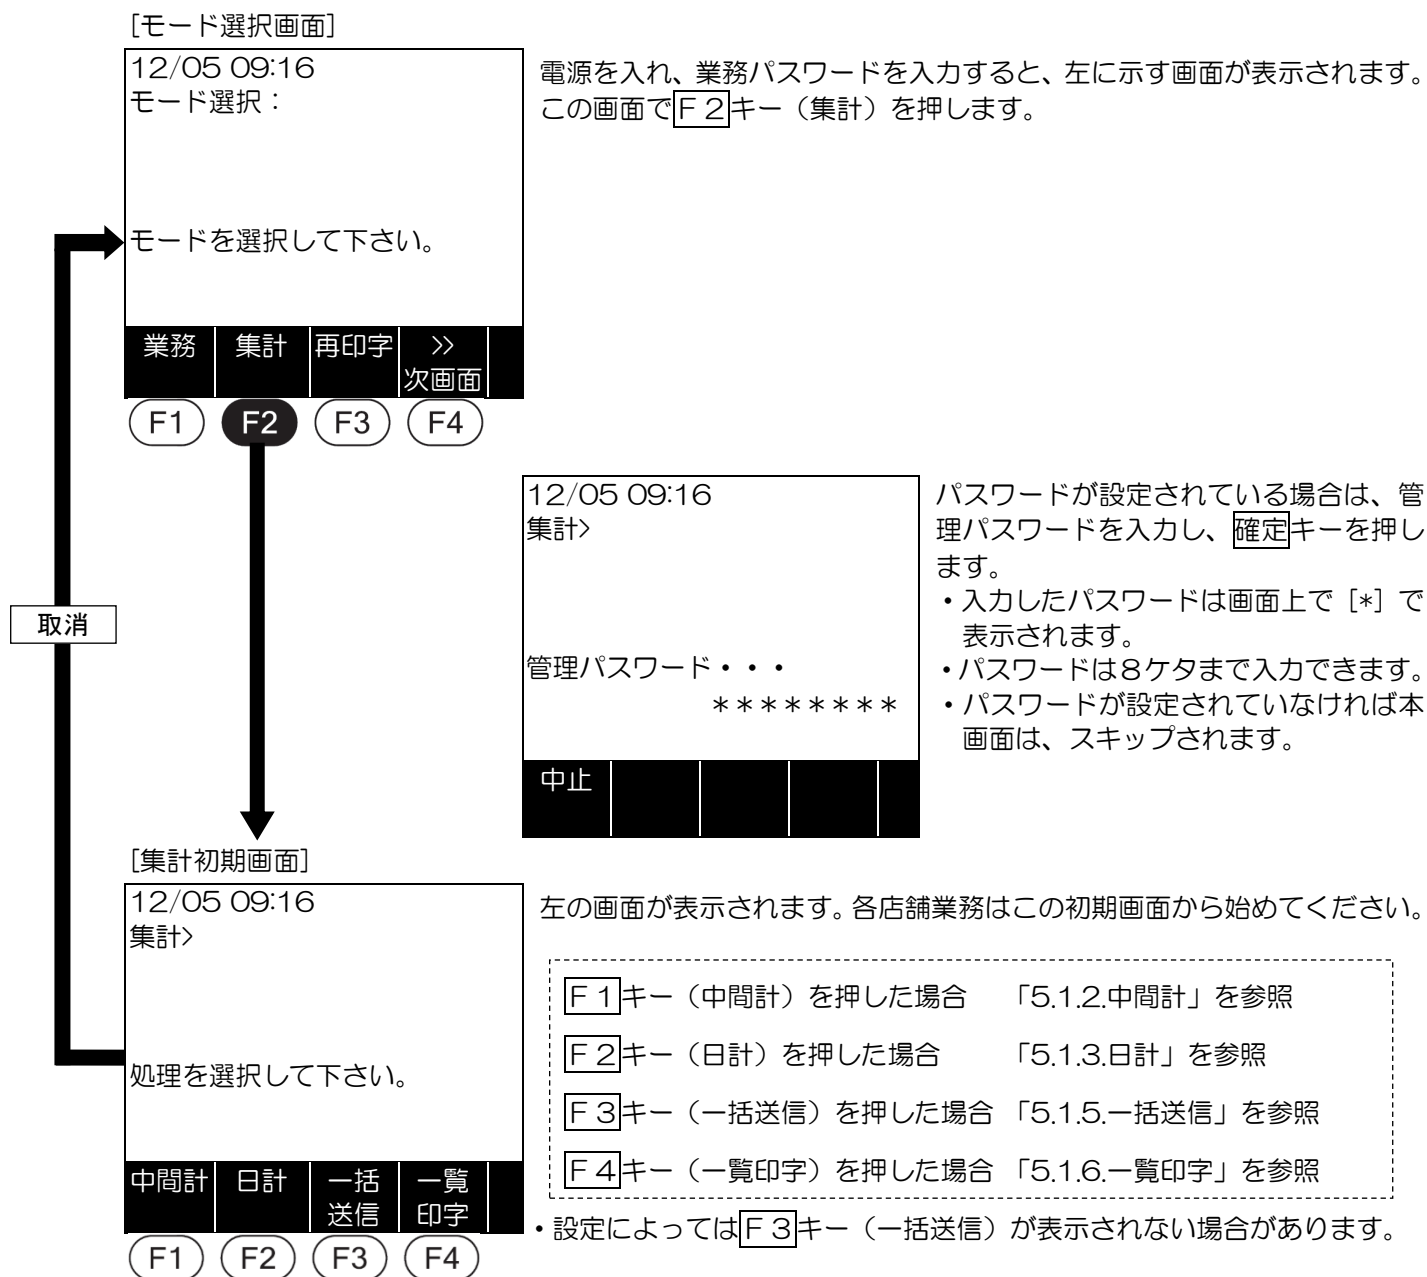 [モード選択画面]
12/05 09:16
モード選択：
モードを選択して下さい。
業務 集計 再印字 >>
次画面
F1 F2 F3 F4
電源を入れ、業務パスワードを入力すると、左に示す画面が表示されます。
この画面でF２キー（集計）を押します。
取消
12/05 09:16
集計>
管理パスワード・・・
********
中止
パスワードが設定されている場合は、管
理パスワードを入力し、確定キーを押し
ます。
・入力したパスワードは画面上で［*］で
表示されます。
・パスワードは８ケタまで入力できます。
・パスワードが設定されていなければ本
画面は、スキップされます。
[集計初期画面]
12/05 09:16
集計>
処理を選択して下さい。
中間計 日計 一括 一覧
送信 印字
F1 F2 F3 F4
左の画面が表示されます。各店舗業務はこの初期画面から始めてください。
F１キー（中間計）を押した場合 「5.1.2.中間計」を参照
F２キー（日計）を押した場合 「5.1.3.日計」を参照
F３キー（一括送信）を押した場合 「5.1.5.一括送信」を参照
F４キー（一覧印字）を押した場合 「5.1.6.一覧印字」を参照
・設定によってはF３キー（一括送信）が表示されない場合があります。